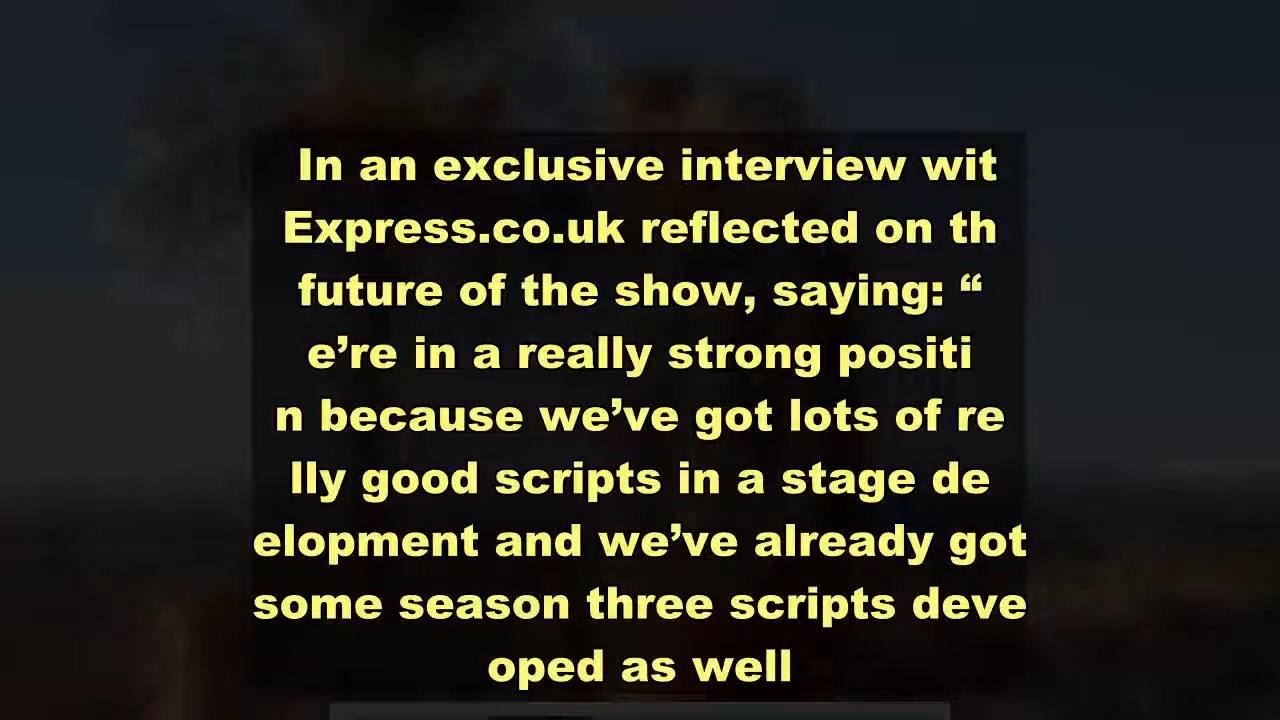 In an exclusive interview wit
Express.co.uk reflected on th
future of the show, saying: “
e’re in a really strong positi
n because we’ve got lots of re
lly good scripts in a stage de
elopment and we’ve already got
some season three scripts deve
oped as well